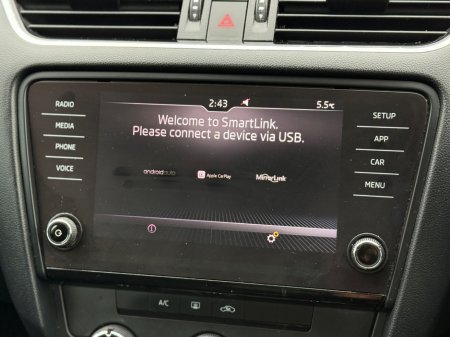 2:43 5.5°C
RADIO
MEDIA
PHONE
VOICE
Welcome to SmartLink.
Please connect a device via USB.
androidauto Apple CarPlay MirrorLink
SETUP
APP
CAR
MENU
A/C